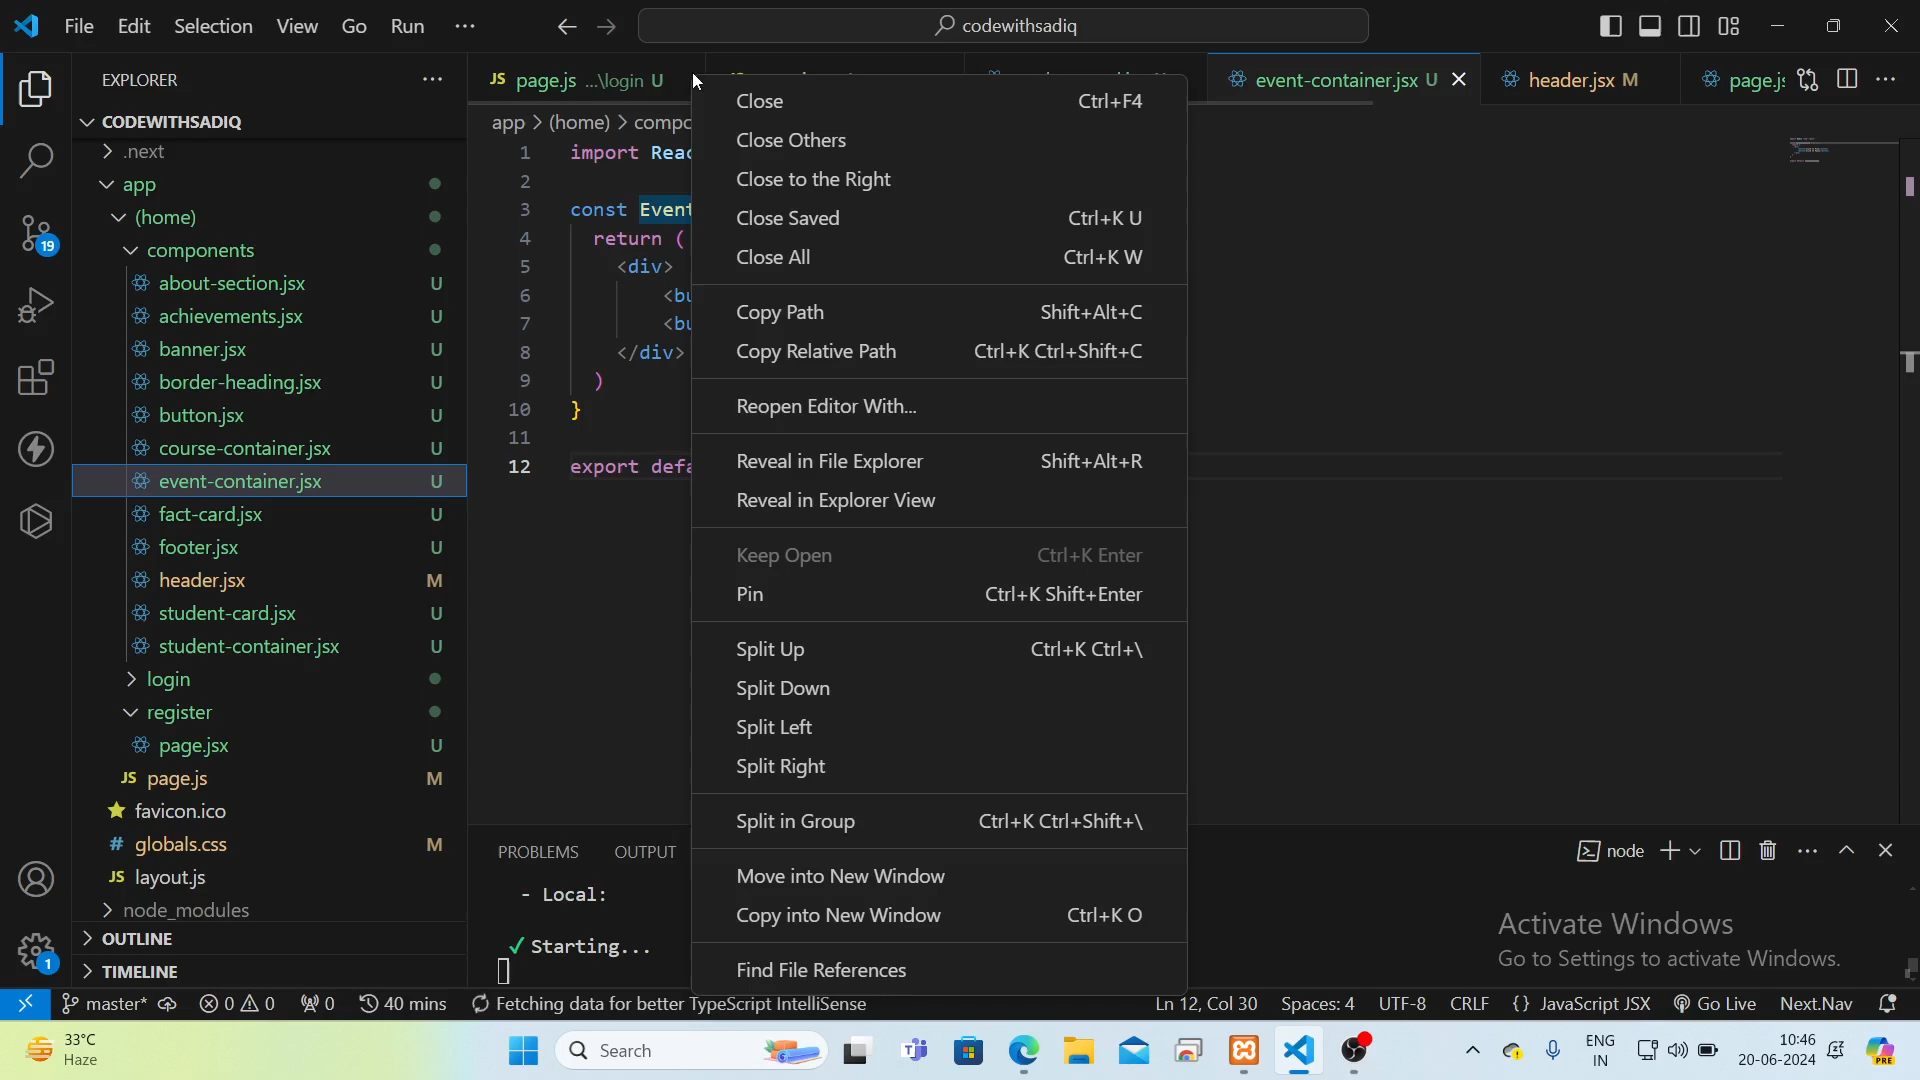 File Edit Selection View Go Run ···
codewithsadiq
EXPLORER
CODEWITHSADIQ
.next
app
(home)
components
about-section.jsx U
achievements.jsx U
banner.jsx U
border-heading.jsx U
button.jsx U
course-container.jsx U
event-container.jsx U
fact-card.jsx U
footer.jsx U
header.jsx M
student-card.jsx U
student-container.jsx U
login
register
page.jsx U
JS page.js M
favicon.ico
# globals.css M
JS layout.js
node_modules
OUTLINE
TIMELINE
19
1
JS page.js ...\login U
event-container.jsx U
header.jsx M
page.js
app > (home) >
1 import
2
3 const
4 return (
5 <div>
6
7
8 </div>
9 )
10 }
11
12 export
Close Ctrl+F4
Close Others
Close to the Right
Close Saved Ctrl+K U
Close All Ctrl+K W
Copy Path Shift+Alt+C
Copy Relative Path Ctrl+K Ctrl+Shift+C
Reopen Editor With...
Reveal in File Explorer Shift+Alt+R
Reveal in Explorer View
Keep Open Ctrl+K Enter
Pin Ctrl+K Shift+Enter
Split Up Ctrl+K Ctrl+\
Split Down
Split Left
Split Right
Split in Group Ctrl+K Ctrl+Shift+\
Move into New Window
Copy into New Window Ctrl+K O
Find File References
PROBLEMS OUTPUT
node
- Local:
✓ Starting...
Activate Windows
Go to Settings to activate Windows.
master* 0 0 0 40 mins Fetching data for better TypeScript IntelliSense Ln 12, Col 30 Spaces: 4 UTF-8 CRLF {} JavaScript JSX Go Live Next.Nav
33°C
Haze
Search
ENG
IN
10:46
20-06-2024
PRE